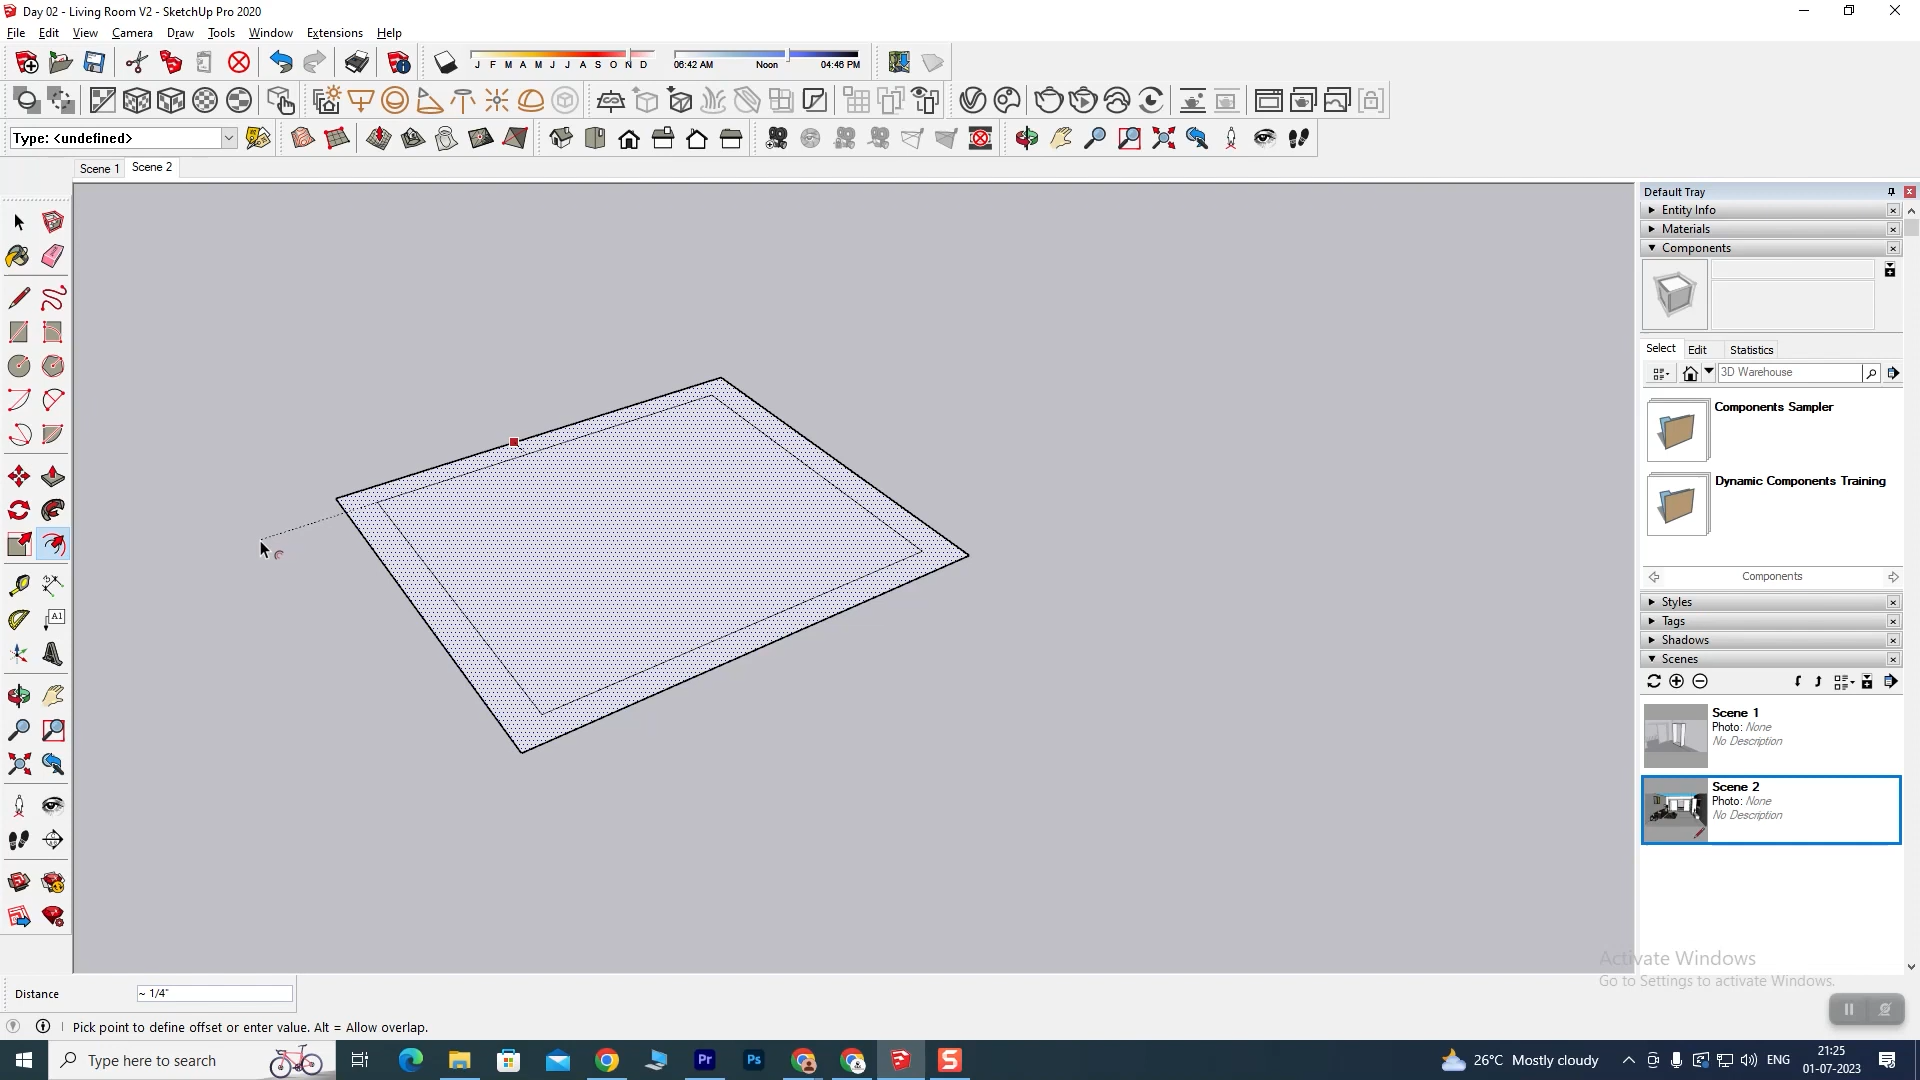 Day 02 - Living Room V2 - SketchUp Pro 2020
File Edit View Camera Draw Tools Window Extensions Help
J F M A M J J A S O N D
06:42 AM Noon 04:46 PM
Type: <undefined>
Scene 1 Scene 2
Default Tray
Entity Info
Materials
Components
Select Edit Statistics
3D Warehouse
Components Sampler
Dynamic Components Training
Components
Styles
Tags
Shadows
Scenes
Scene 1
Photo: None
No Description
Scene 2
Photo: None
No Description
A1
Activate Windows
Go to Settings to activate Windows.
Distance ~ 1/4"
Pick point to define offset or enter value. Alt = Allow overlap.
Type here to search
Pr Ps S
26°C Mostly cloudy
ENG
21:25
01-07-2023